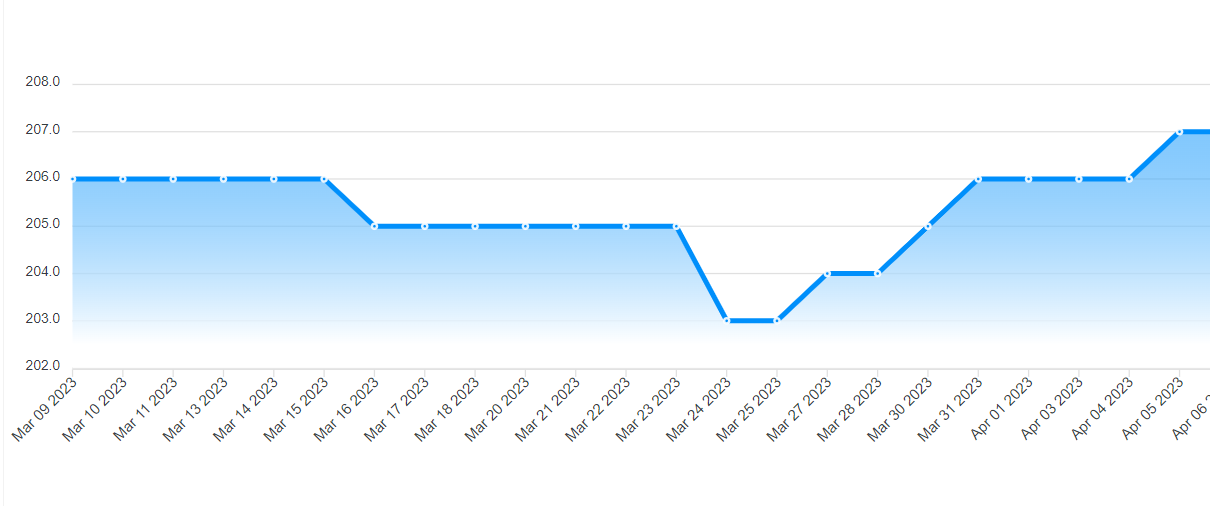 208.0
207.0
206.0
205.0
204.0
203.0
202.0
Mar 09 2023
Mar 10 2023
Mar 11 2023
Mar 13 2023
Mar 14 2023
Mar 15 2023
Mar 16 2023
Mar 17 2023
Mar 18 2023
Mar 20 2023
Mar 21 2023
Mar 22 2023
Mar 23 2023
Mar 24 2023
Mar 25 2023
Mar 27 2023
Mar 28 2023
Mar 30 2023
Mar 31 2023
Apr 01 2023
Apr 03 2023
Apr 04 2023
Apr 05 2023
Apr 06